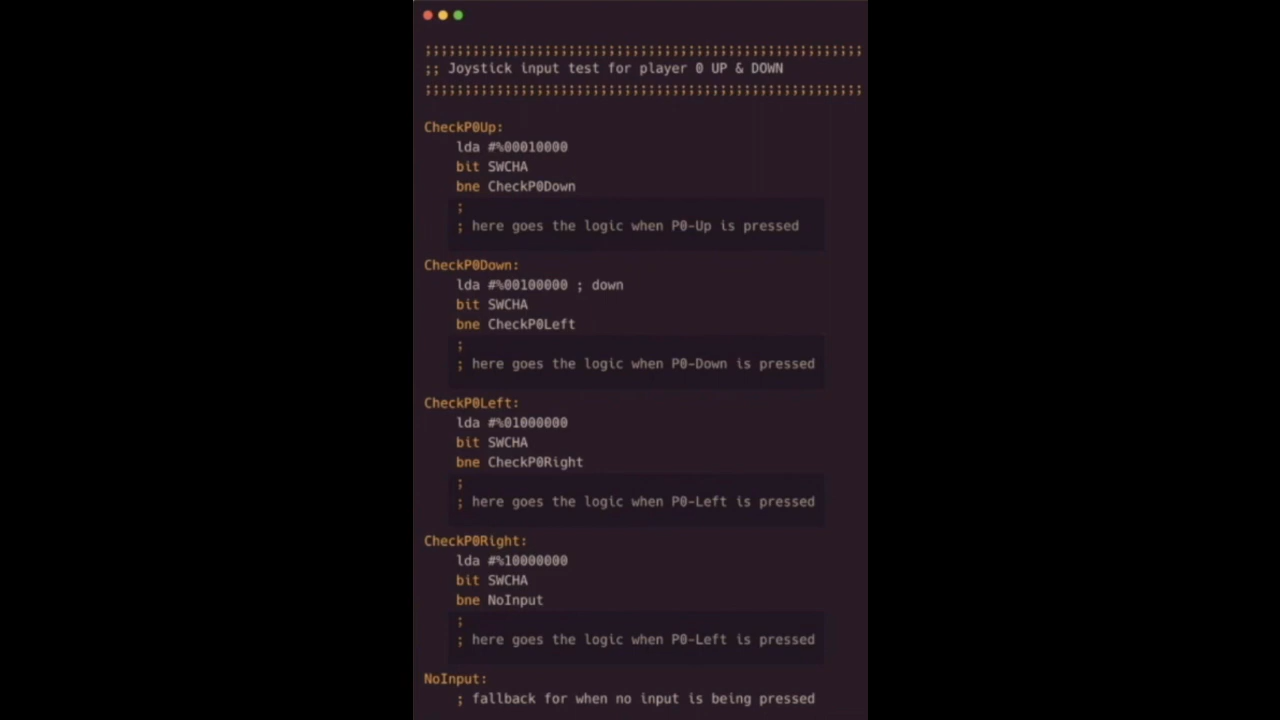 ;;;;;;;;;;;;;;;;;;;;;;;;;;;;;;;;;;;;;;;;;;;;;;;;;;;;;;;
;; Joystick input test for player 0 UP & DOWN
;;;;;;;;;;;;;;;;;;;;;;;;;;;;;;;;;;;;;;;;;;;;;;;;;;;;;;;
CheckP0Up:
lda #%00010000
bit SWCHA
bne CheckP0Down
;
; here goes the logic when P0-Up is pressed
CheckP0Down:
lda #%00100000 ; down
bit SWCHA
bne CheckP0Left
;
; here goes the logic when P0-Down is pressed
CheckP0Left:
lda #%01000000
bit SWCHA
bne CheckP0Right
;
; here goes the logic when P0-Left is pressed
CheckP0Right:
lda #%10000000
bit SWCHA
bne NoInput
;
; here goes the logic when P0-Left is pressed
NoInput:
; fallback for when no input is being pressed